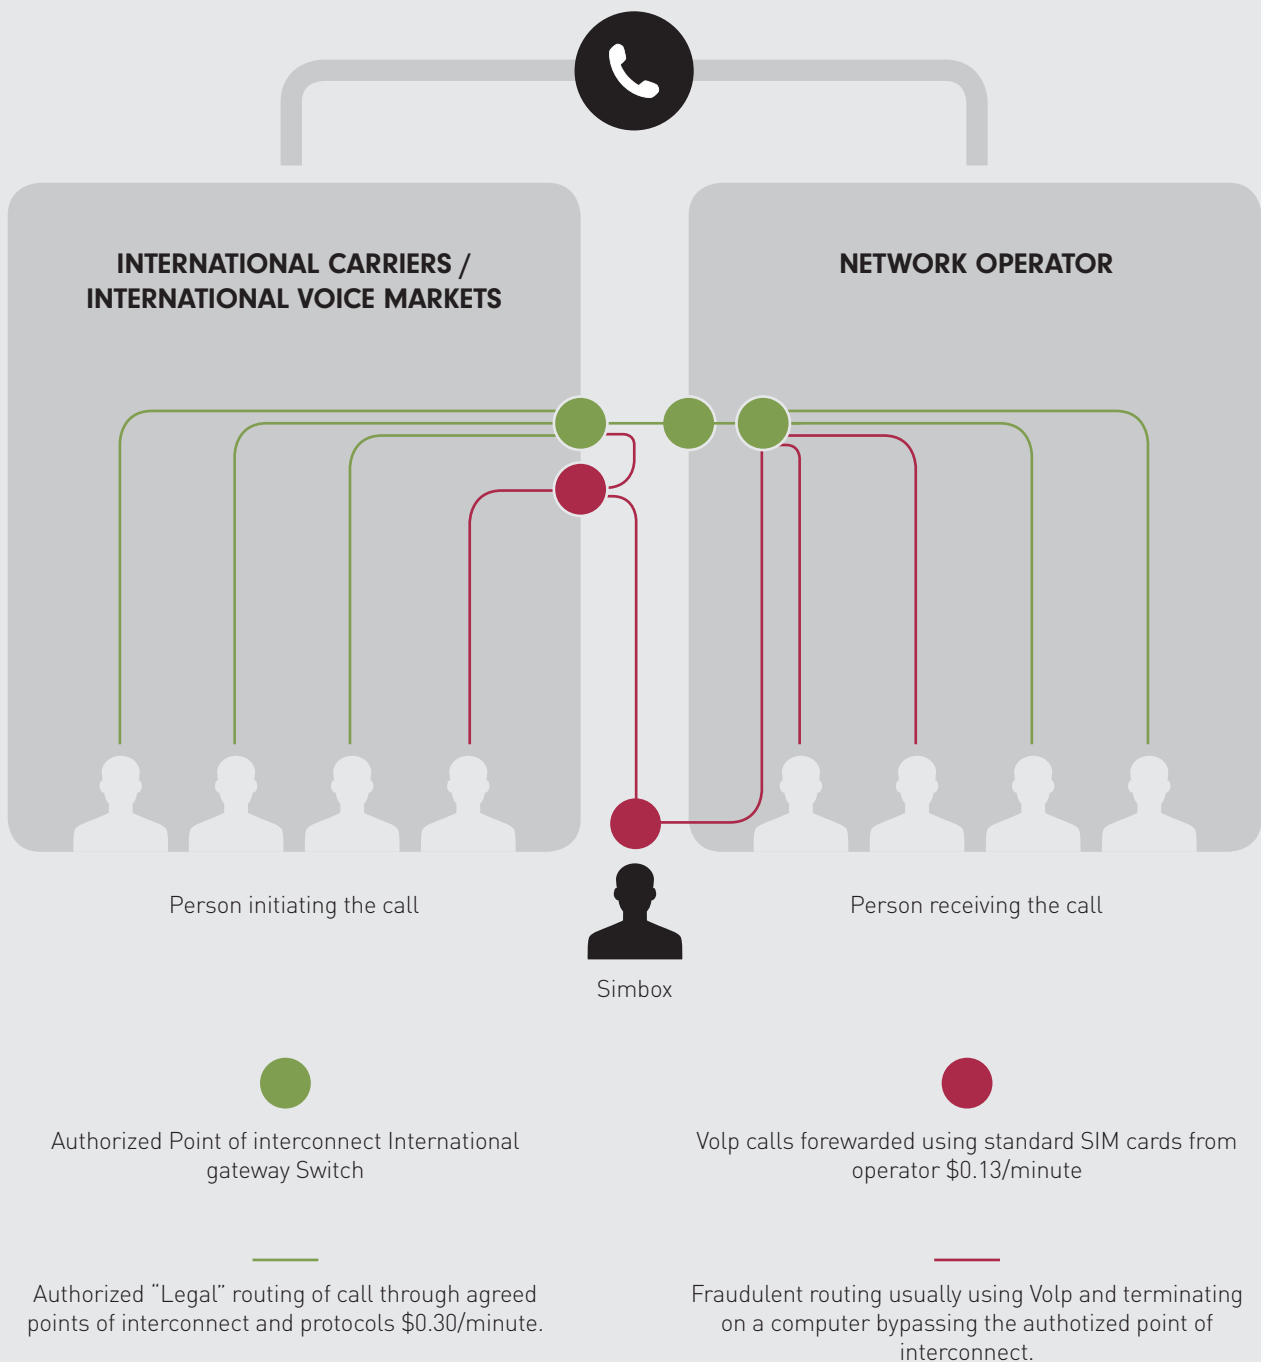 INTERNATIONAL CARRIERS /
INTERNATIONAL VOICE MARKETS
NETWORK OPERATOR
Person initiating the call
Person receiving the call
Simbox
Authorized Point of interconnect International
gateway Switch
Volp calls forewarded using standard SIM cards from
operator $0.13/minute
Authorized “Legal” routing of call through agreed
points of interconnect and protocols $0.30/minute.
Fraudulent routing usually using Volp and terminating
on a computer bypassing the authotized point of
interconnect.